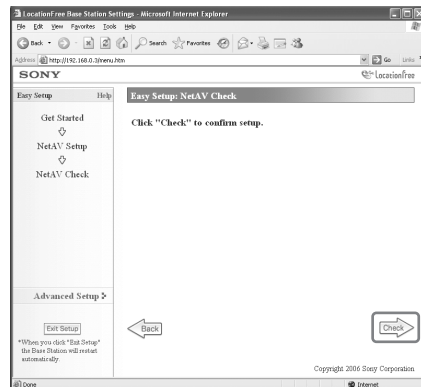 LocationFree Base Station Settings - Microsoft Internet Explorer
File Edit View Favorites Tools Help
Back Search Favorites
Address http://192.168.0.3/menu.htm Go Links
SONY LocationFree
Easy Setup Help
Easy Setup: NetAV Check
Get Started
NetAV Setup
NetAV Check
Click "Check" to confirm setup.
Advanced Setup
Exit Setup
*When you click "Exit Setup"
the Base Station will restart
automatically.
Back
Check
Copyright 2006 Sony Corporation
Done Internet